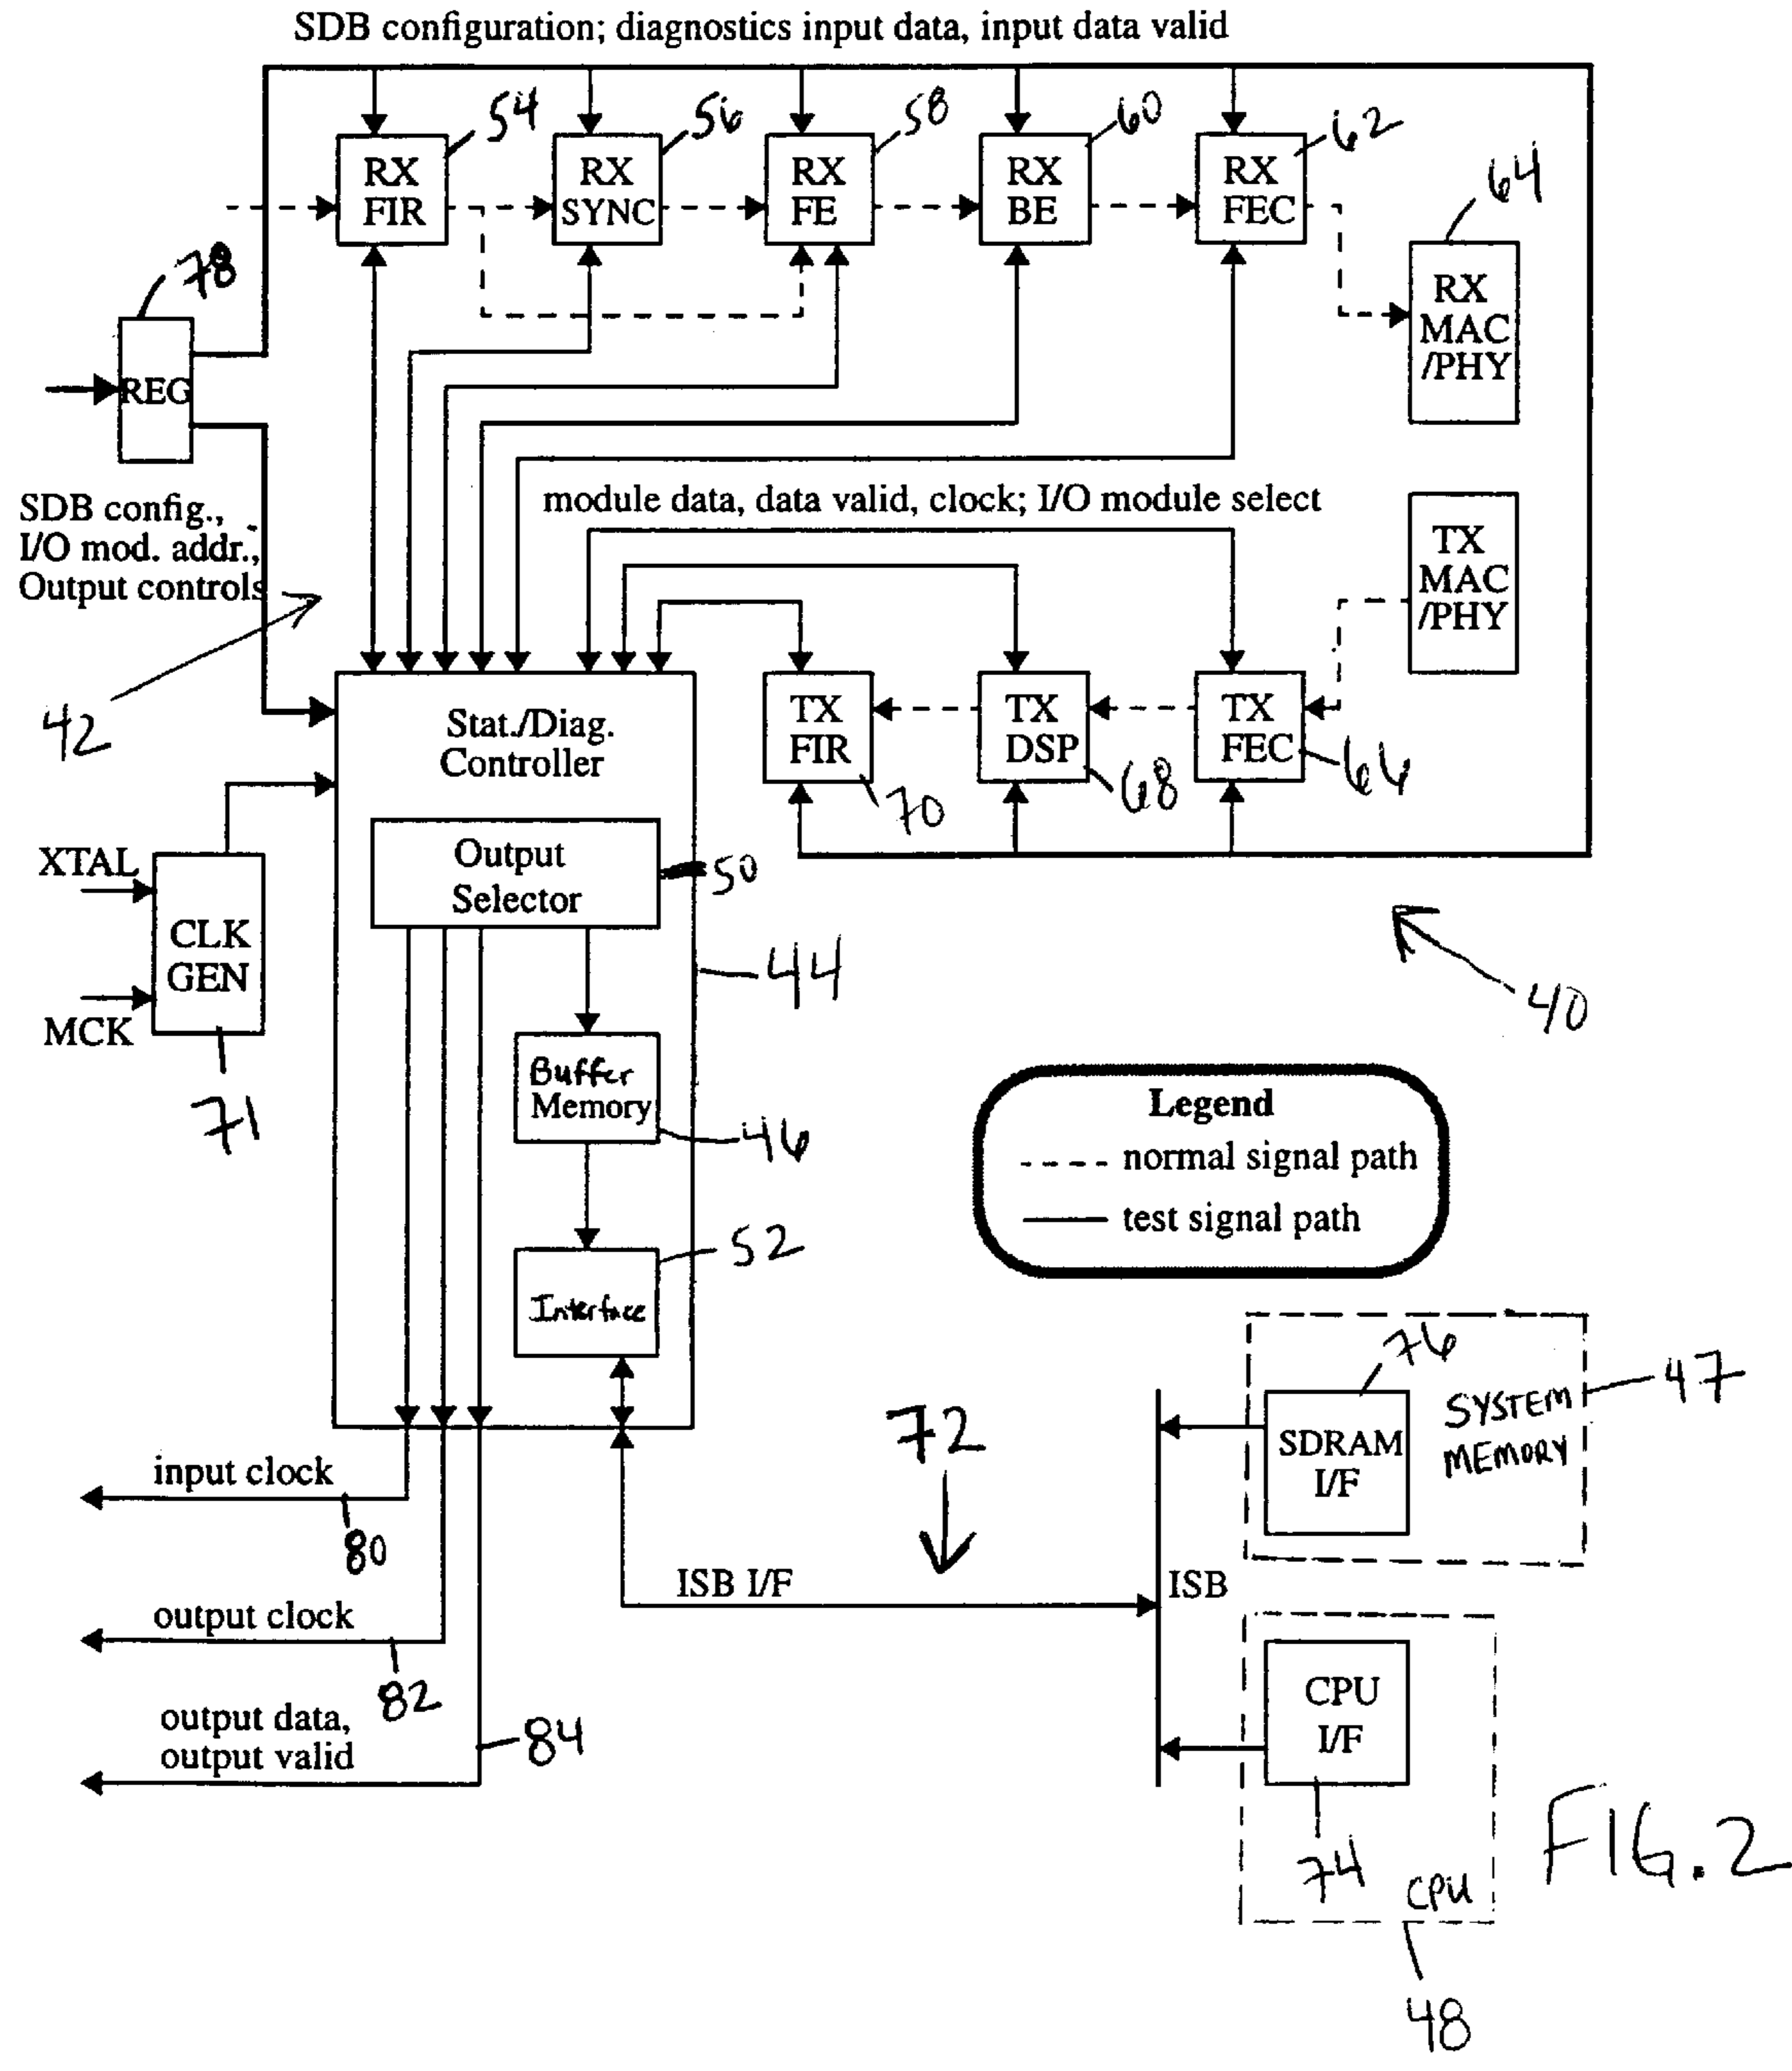 SDB configuration; diagnostics input data, input data valid
54
56
58
60
62
RX
FIR
RX
SYNC
RX
FE
RX
BE
RX
FEC
64
RX
MAC
/PHY
78
REG
SDB config.,
I/O mod. addr.,
Output controls
42
module data, data valid, clock; I/O module select
TX
MAC
/PHY
Stat./Diag.
Controller
TX
FIR
TX
DSP
TX
FEC
70
68
66
Output
Selector
50
XTAL
CLK
GEN
MCK
71
44
40
Buffer
Memory
46
Legend
normal signal path
test signal path
52
Interface
76
SYSTEM
MEMORY
47
SDRAM
I/F
72
input clock
80
ISB I/F
ISB
output clock
82
CPU
I/F
output data,
output valid
84
74
CPU
48
FIG. 2